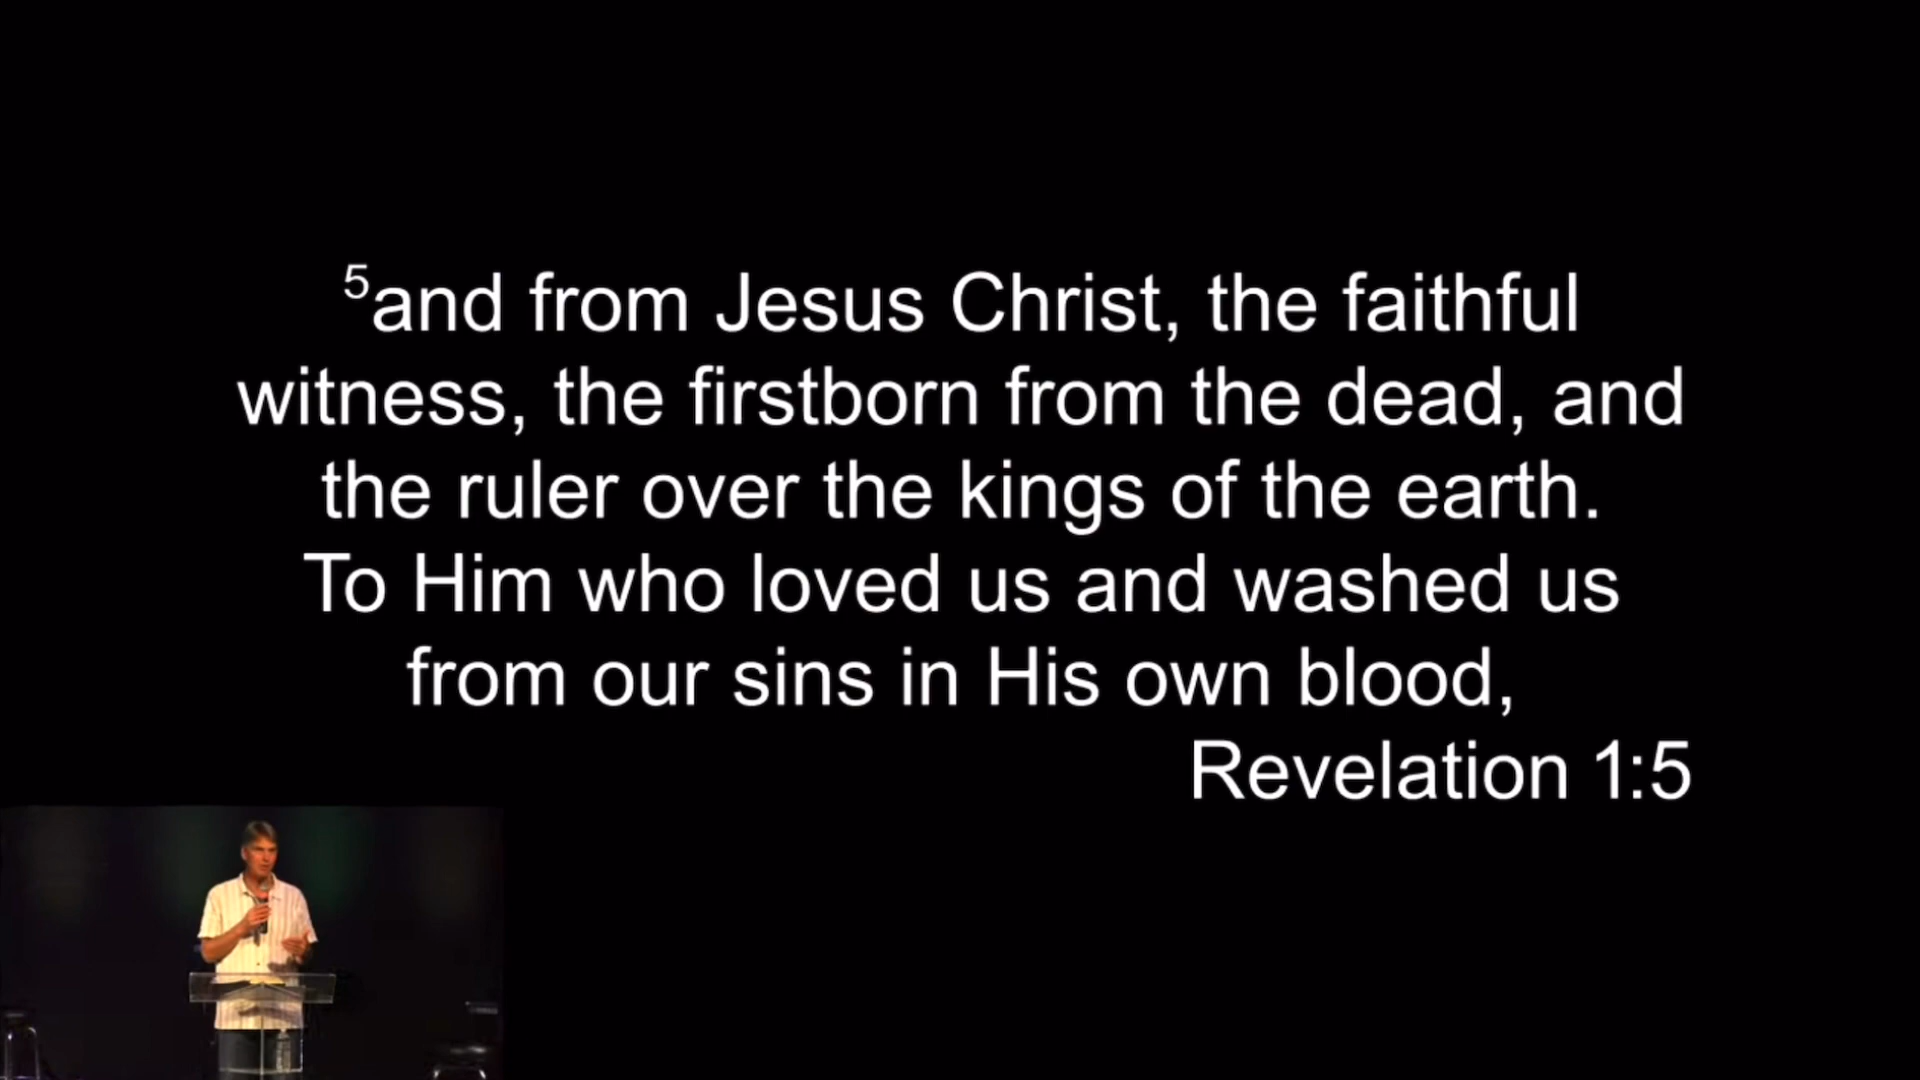 ⁵and from Jesus Christ, the faithful
witness, the firstborn from the dead, and
the ruler over the kings of the earth.
To Him who loved us and washed us
from our sins in His own blood,
Revelation 1:5